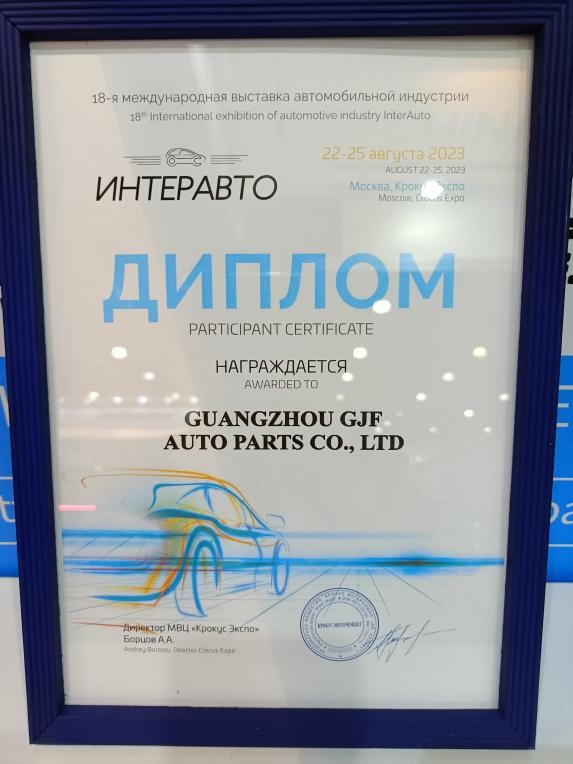 18-я международная выставка автомобильной индустрии
18th International exhibition of automotive industry InterAuto
22-25 августа 2023
AUGUST 22-25, 2023
ИНТЕРАВТО
Москва, Крокус Экспо
Moscow, Crocus Expo
ДИПЛОМ
PARTICIPANT CERTIFICATE
НАГРАЖДАЕТСЯ
AWARDED TO
GUANGZHOU GJF
AUTO PARTS CO., LTD
Директор МВЦ «Крокус Экспо»
Борцов А.А.
Andrey Bortsov, Director Crocus Expo
КРОКУС ИНТЕРНЭШНЛ